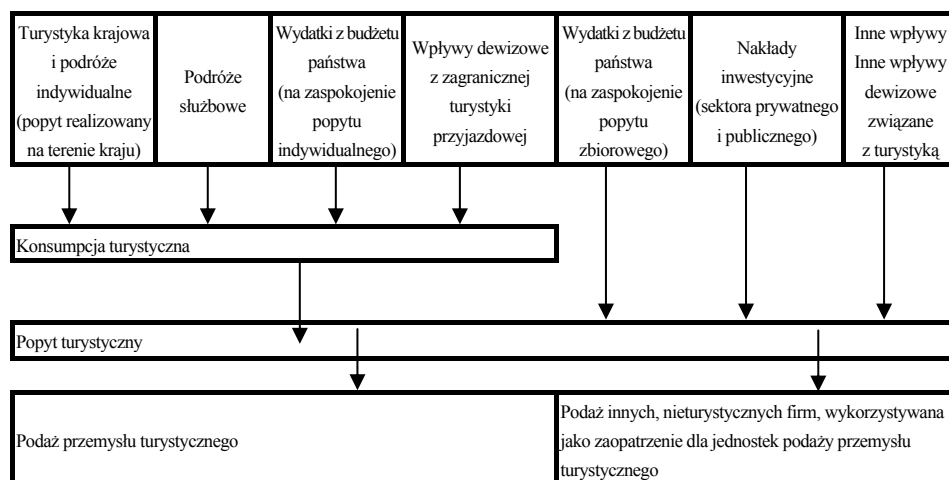 Turystyka krajowa
i podróże
indywidualne
(popyt realizowany
na terenie kraju)
Podróże
służbowe
Wydatki z budżetu
państwa
(na zaspokojenie
popytu
indywidualnego)
Wpływy dewizowe
z zagranicznej
turystyki
przyjazdowej
Wydatki z budżetu
państwa
(na zaspokojenie
popytu
zbiorowego)
Nakłady
inwestycyjne
(sektora prywatnego
i publicznego)
Inne wpływy
Inne wpływy
dewizowe
związane
z turystyką
Konsumpcja turystyczna
Popyt turystyczny
Podaż przemysłu turystycznego
Podaż innych, nieturystycznych firm, wykorzystywana
jako zaopatrzenie dla jednostek podaży przemysłu
turystycznego